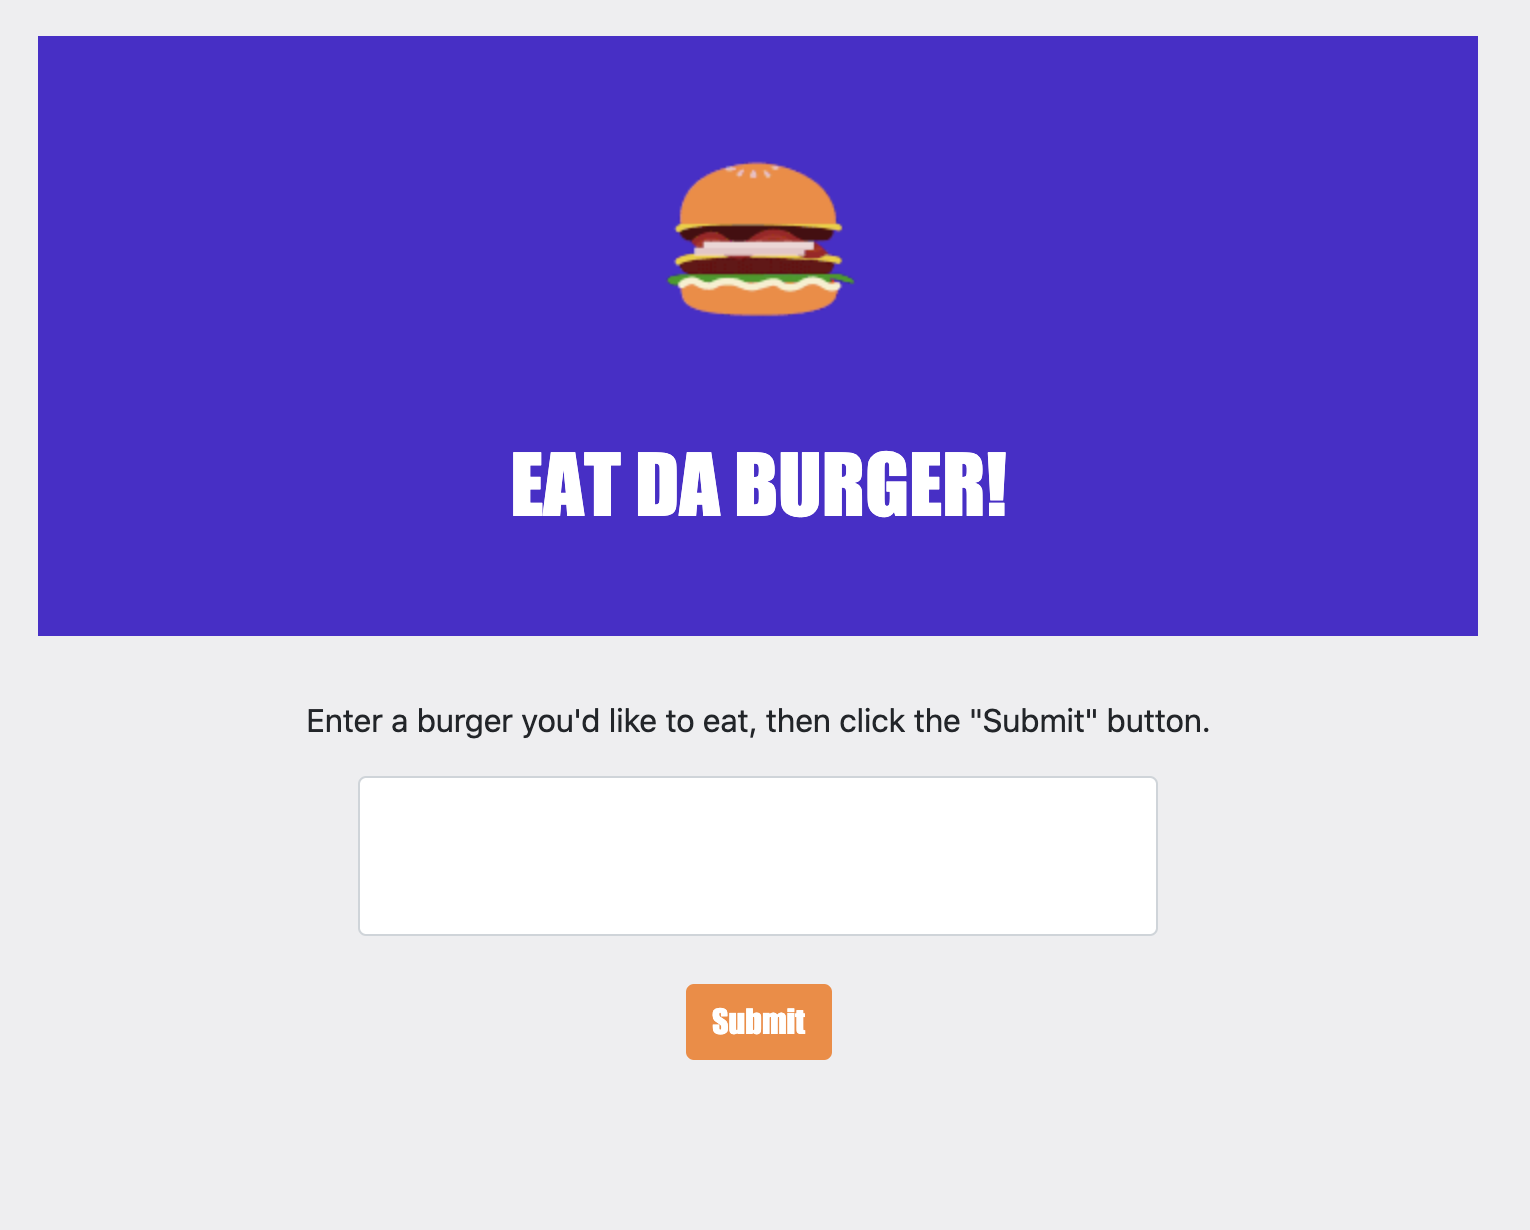 EAT DA BURGER!
Enter a burger you'd like to eat, then click the "Submit" button.
Submit